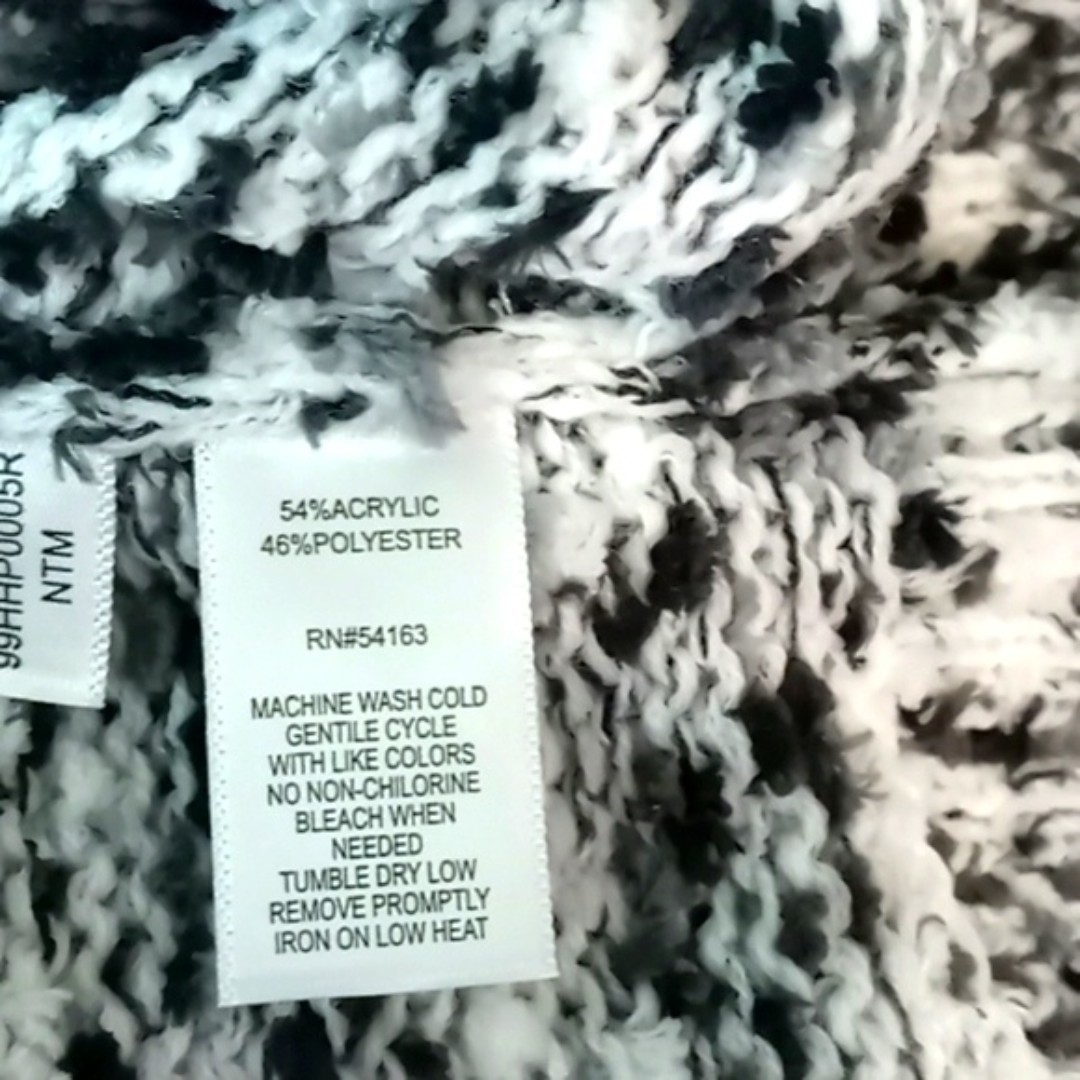 99HHP0005R
NTM
54%ACRYLIC
46%POLYESTER
RN#54163
MACHINE WASH COLD
GENTILE CYCLE
WITH LIKE COLORS
NO NON-CHILORINE
BLEACH WHEN
NEEDED
TUMBLE DRY LOW
REMOVE PROMPTLY
IRON ON LOW HEAT